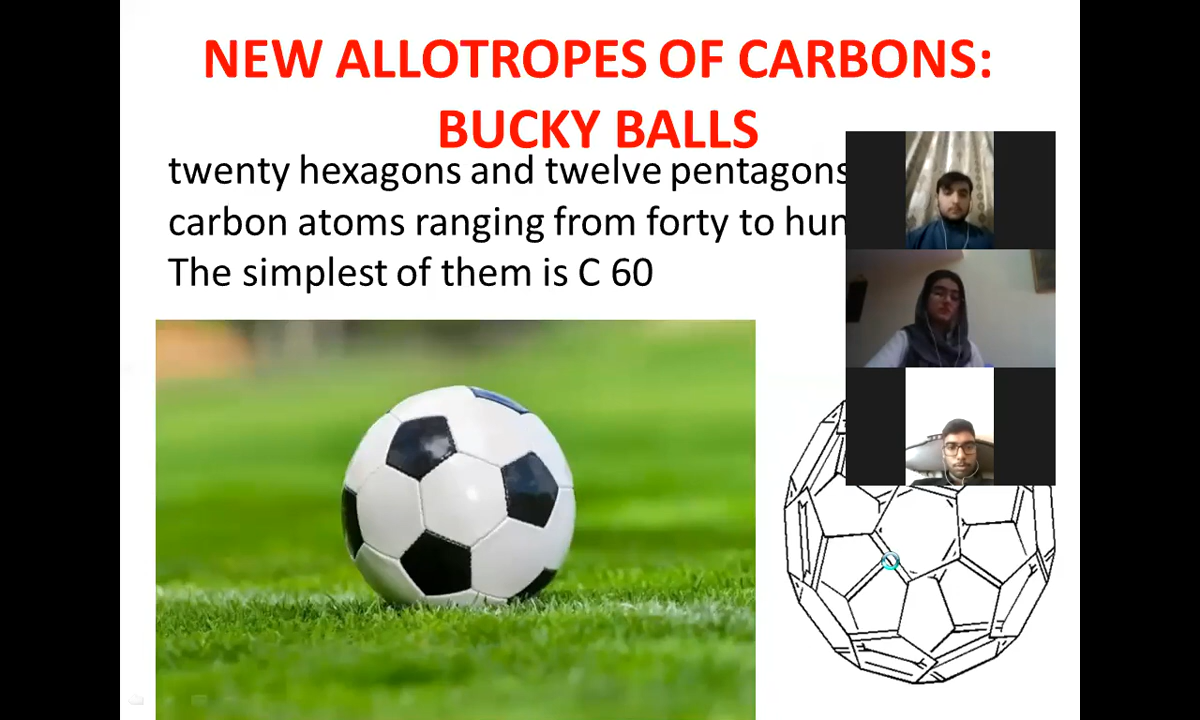 NEW ALLOTROPES OF CARBONS:
BUCKY BALLS
twenty hexagons and twelve pentagons
carbon atoms ranging from forty to
The simplest of them is C 60